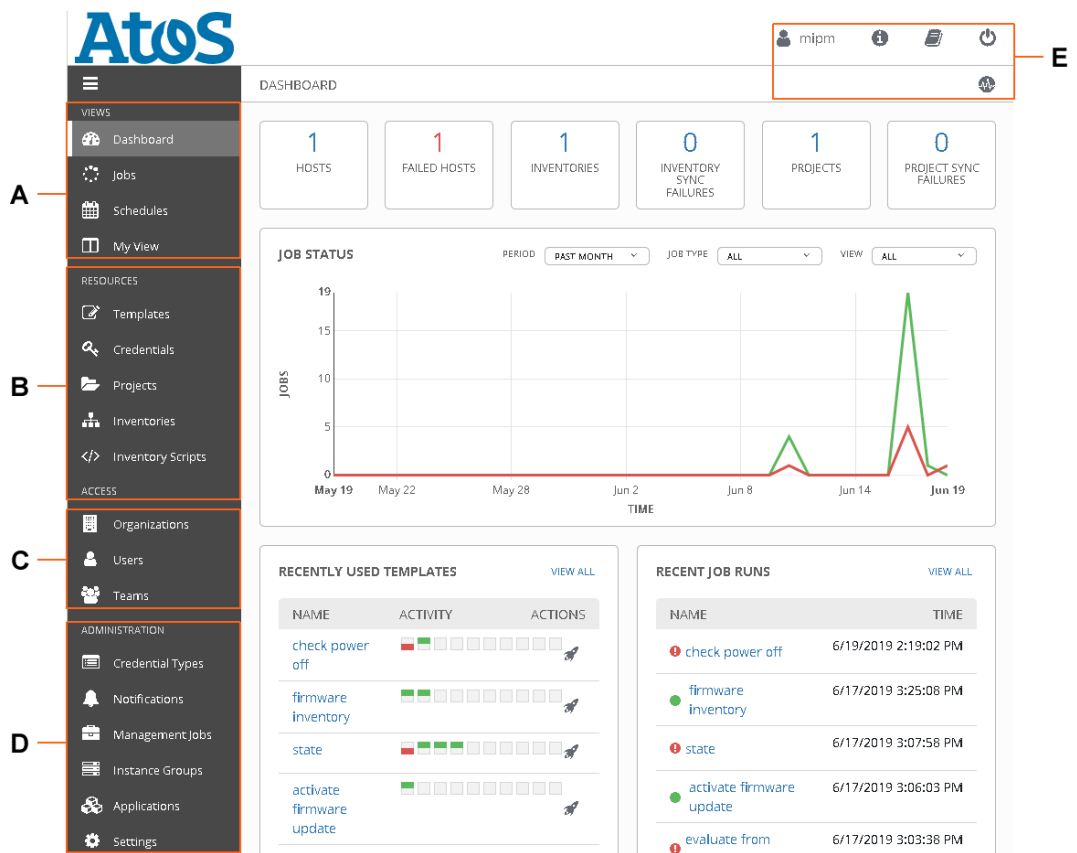 Atos
mipm
E
DASHBOARD
A
VIEWS
Dashboard
Jobs
Schedules
My View
B
RESOURCES
Templates
Credentials
Projects
Inventories
Inventory Scripts
ACCESS
C
Organizations
Users
Teams
D
ADMINISTRATION
Credential Types
Notifications
Management Jobs
Instance Groups
Applications
Settings
1
HOSTS
1
FAILED HOSTS
1
INVENTORIES
0
INVENTORY
SYNC
FAILURES
1
PROJECTS
0
PROJECT SYNC
FAILURES
JOB STATUS
PERIOD PAST MONTH
JOB TYPE ALL
VIEW ALL
19
15
10
5
0
JOBS
May 19 May 22 May 28 Jun 2 Jun 8 Jun 14 Jun 19
TIME
RECENTLY USED TEMPLATES VIEW ALL
NAME ACTIVITY ACTIONS
check power
off
firmware
inventory
state
activate
firmware
update
RECENT JOB RUNS VIEW ALL
NAME TIME
check power off 6/19/2019 2:19:02 PM
firmware
inventory
6/17/2019 3:25:08 PM
state 6/17/2019 3:07:58 PM
activate firmware
update
6/17/2019 3:06:03 PM
evaluate from 6/17/2019 3:03:38 PM